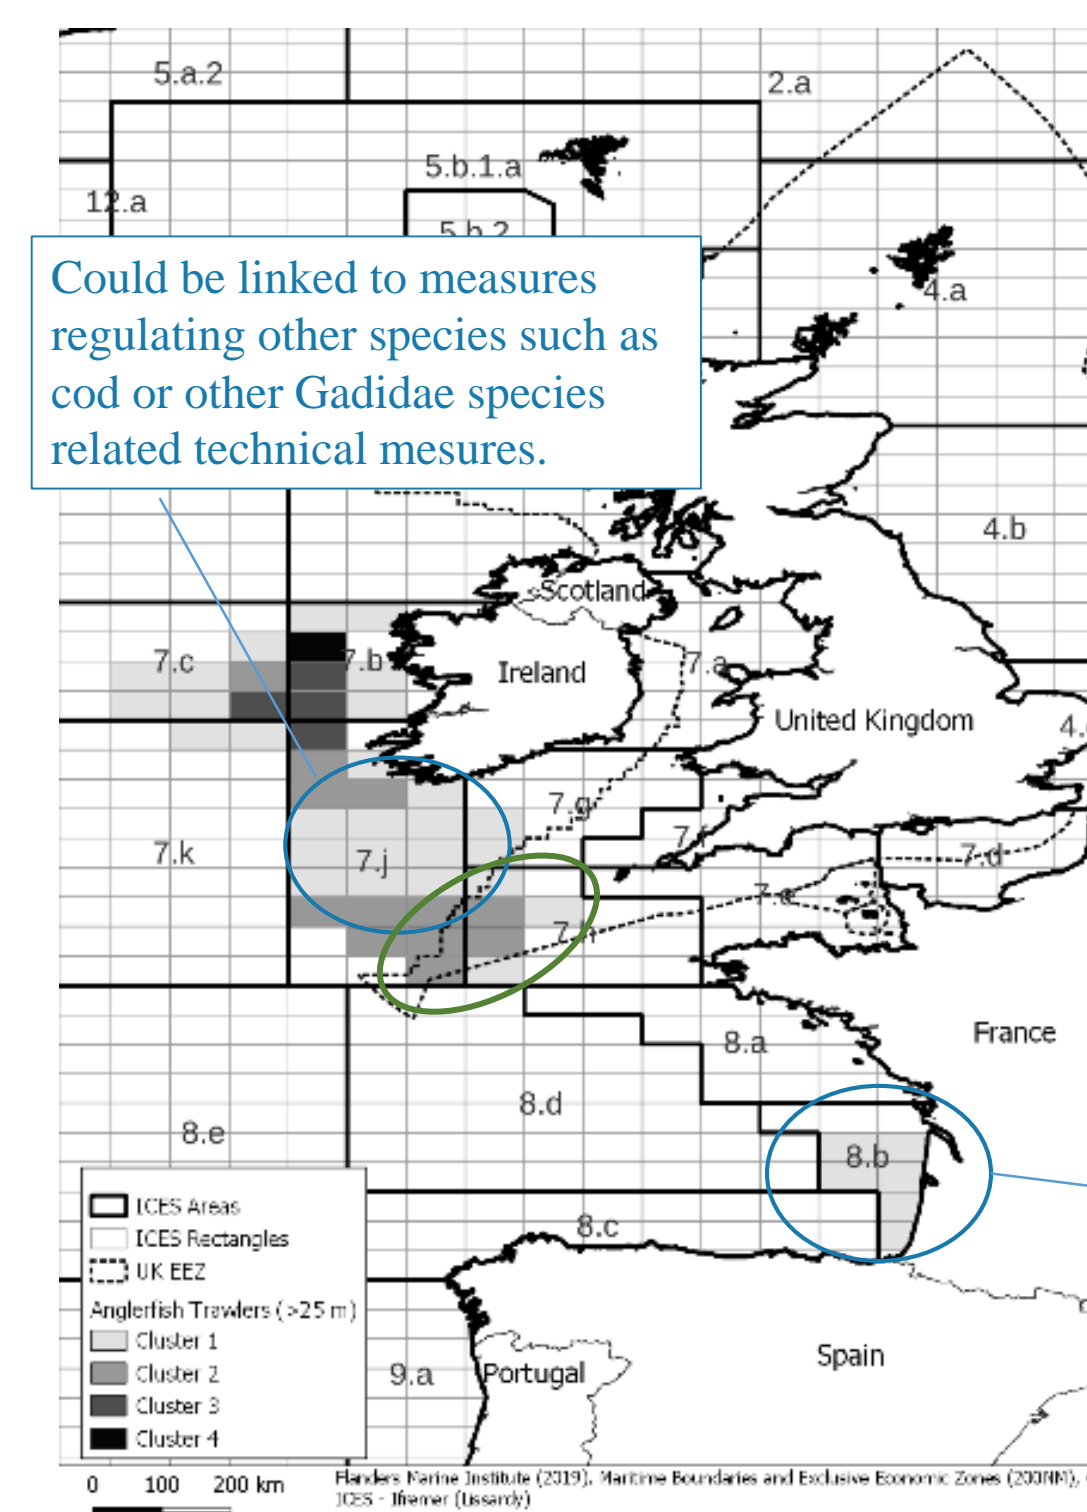 5.a.2
2.a
5.b.1.a
12.a
5.b.2
4.a
Could be linked to measures
regulating other species such as
cod or other Gadidae species
related technical mesures.
4.b
Scotland
7.c
7.b
7.a
Ireland
United Kingdom
7.g
7.f
7.k
7.j
7.d
7.e
7.h
France
8.a
8.d
8.e
8.b
8.c
ICES Areas
ICES Rectangles
UK EEZ
Anglerfish Trawlers (>25 m)
Cluster 1
Cluster 2
Cluster 3
Cluster 4
9.a
Portugal
Spain
0 100 200 km
Flanders Marine Institute (2019). Maritime Boundaries and Exclusive Economic Zones (200NM),
ICES - Ifremer (Lissardy)